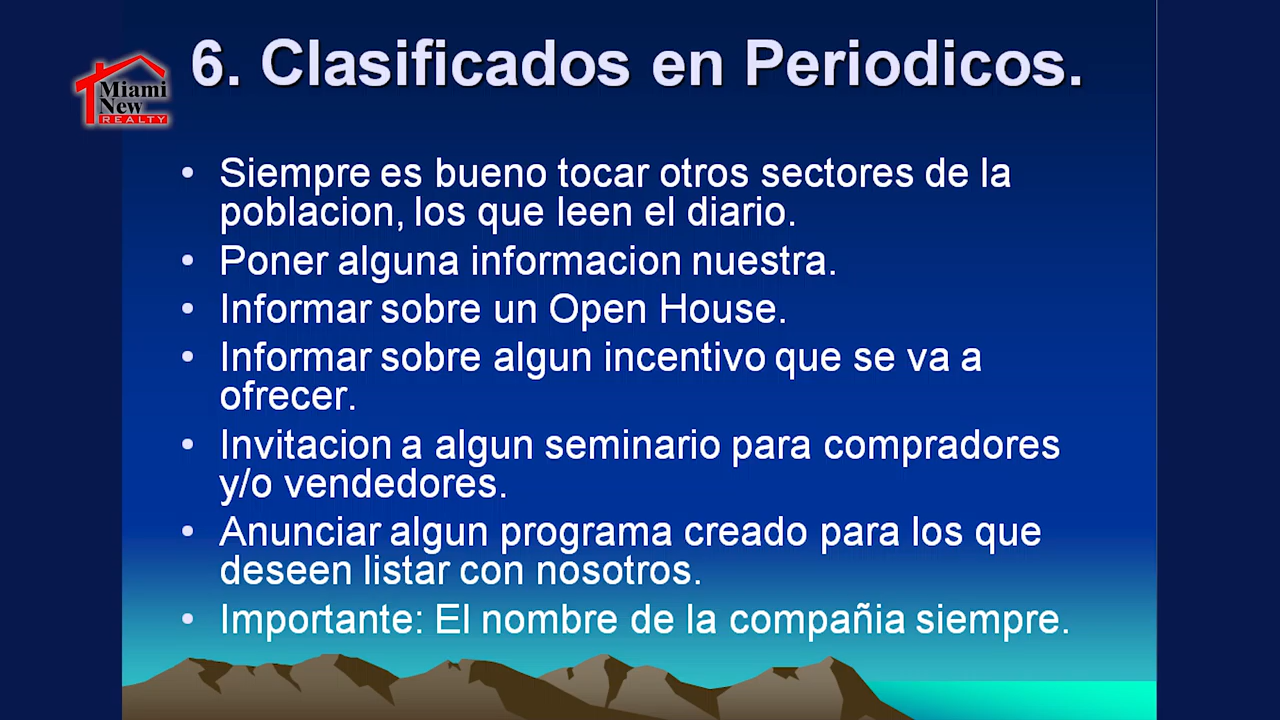 6. Clasificados en Periodicos.
Miami
New
REALTY
• Siempre es bueno tocar otros sectores de la
poblacion, los que leen el diario.
• Poner alguna informacion nuestra.
• Informar sobre un Open House.
• Informar sobre algun incentivo que se va a
ofrecer.
• Invitacion a algun seminario para compradores
y/o vendedores.
• Anunciar algun programa creado para los que
deseen listar con nosotros.
• Importante: El nombre de la compañia siempre.